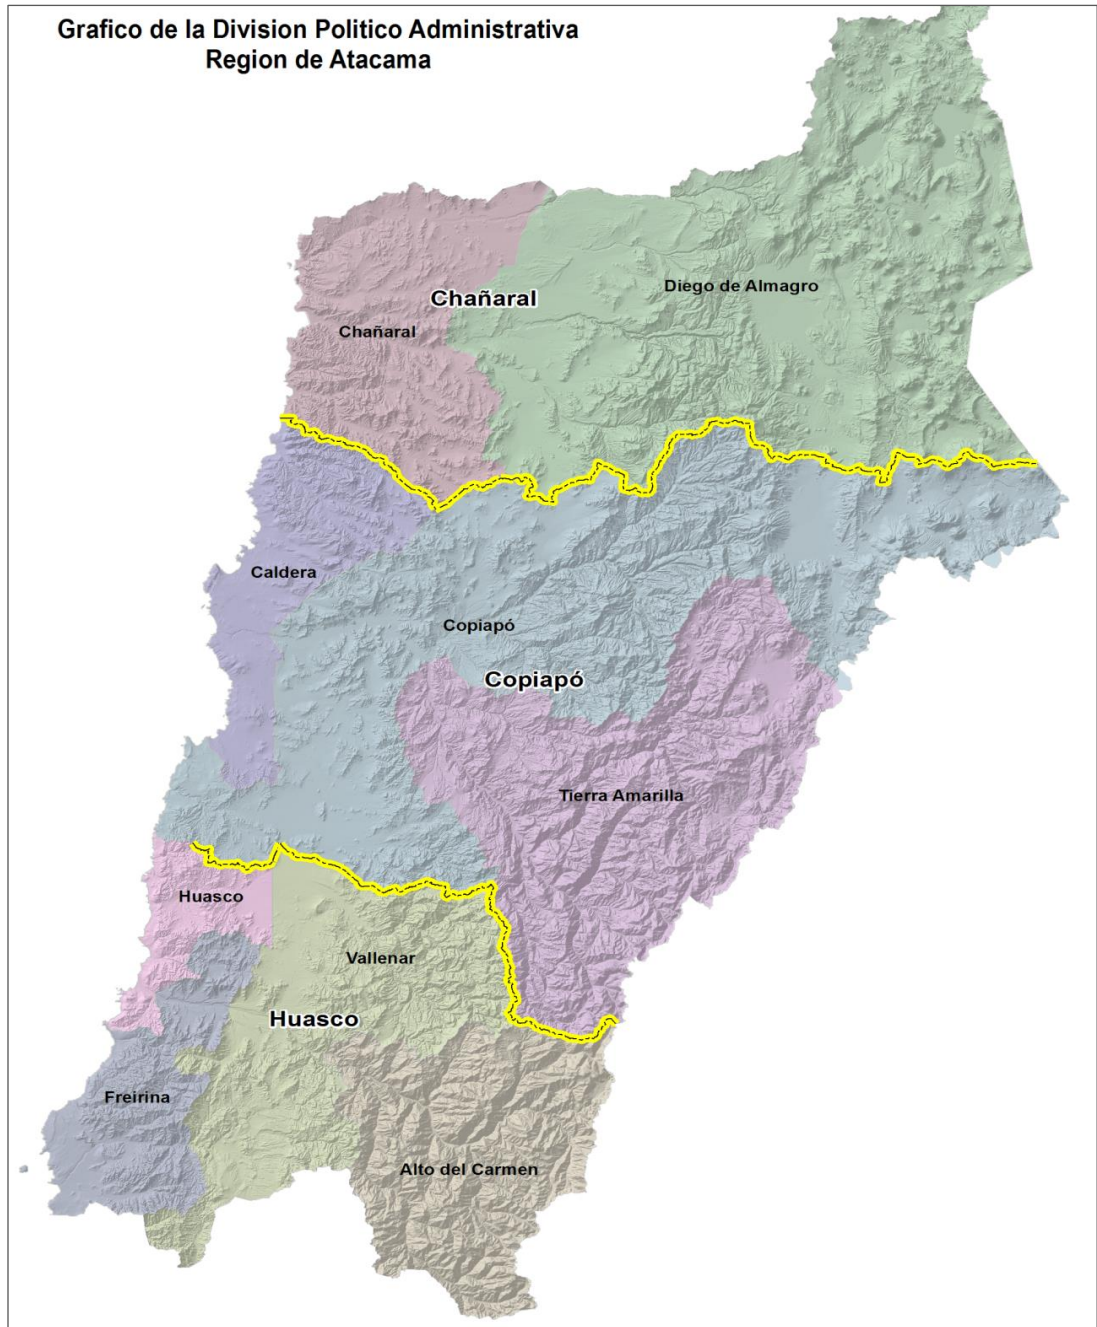 Grafico de la Division Politico Administrativa
Region de Atacama
Diego de Almagro
Chañaral
Chañaral
Caldera
Copiapó
Copiapó
Tierra Amarilla
Huasco
Vallenar
Huasco
Freirina
Alto del Carmen